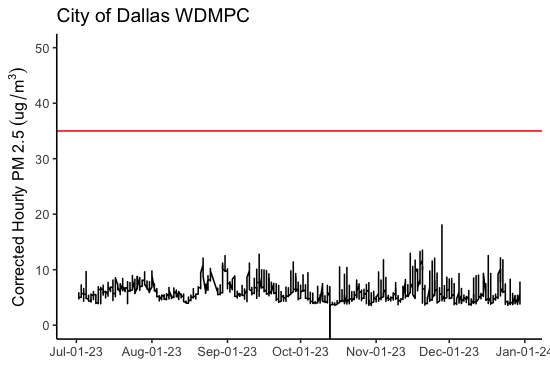 City of Dallas WDMPC
Corrected Hourly PM 2.5 (ug/m³)
50
40
30
20
10
0
Jul-01-23 Aug-01-23 Sep-01-23 Oct-01-23 Nov-01-23 Dec-01-23 Jan-01-24